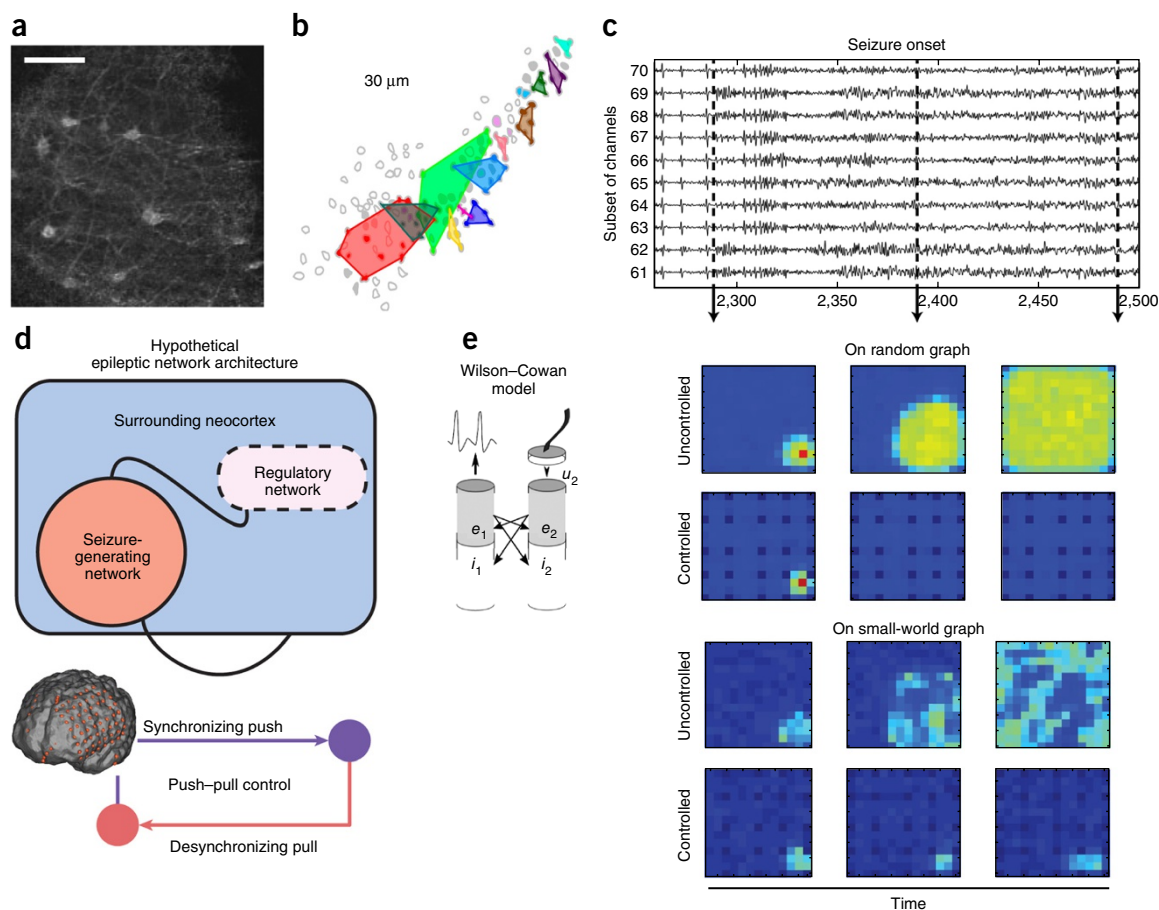 a
b
30 μm
c
Seizure onset
Subset of channels
70
69
68
67
66
65
64
63
62
61
2,300
2,350
2,400
2,450
2,500
d
Hypothetical
epileptic network architecture
Surrounding neocortex
Regulatory
network
Seizure-
generating
network
Synchronizing push
Push–pull control
Desynchronizing pull
e
Wilson–Cowan
model
u2
e1
e2
i1
i2
On random graph
Uncontrolled
Controlled
On small-world graph
Uncontrolled
Controlled
Time